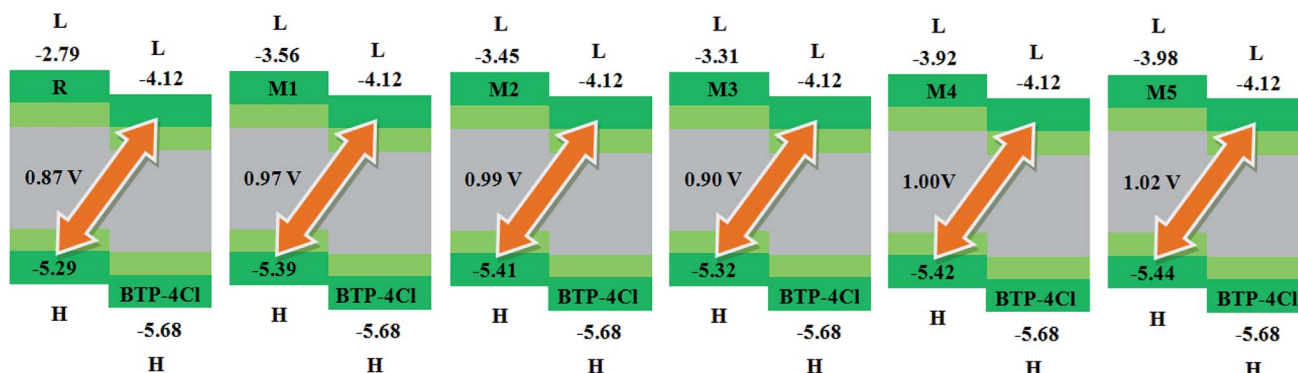 L
-2.79
L
-4.12
R
0.87 V
-5.29
BTP-4Cl
H
-5.68
H
L
-3.56
L
-4.12
M1
0.97 V
-5.39
BTP-4Cl
H
-5.68
H
L
-3.45
L
-4.12
M2
0.99 V
-5.41
BTP-4Cl
H
-5.68
H
L
-3.31
L
-4.12
M3
0.90 V
-5.32
BTP-4Cl
H
-5.68
H
L
-3.92
L
-4.12
M4
1.00V
-5.42
BTP-4Cl
H
-5.68
H
L
-3.98
L
-4.12
M5
1.02 V
-5.44
BTP-4Cl
H
-5.68
H